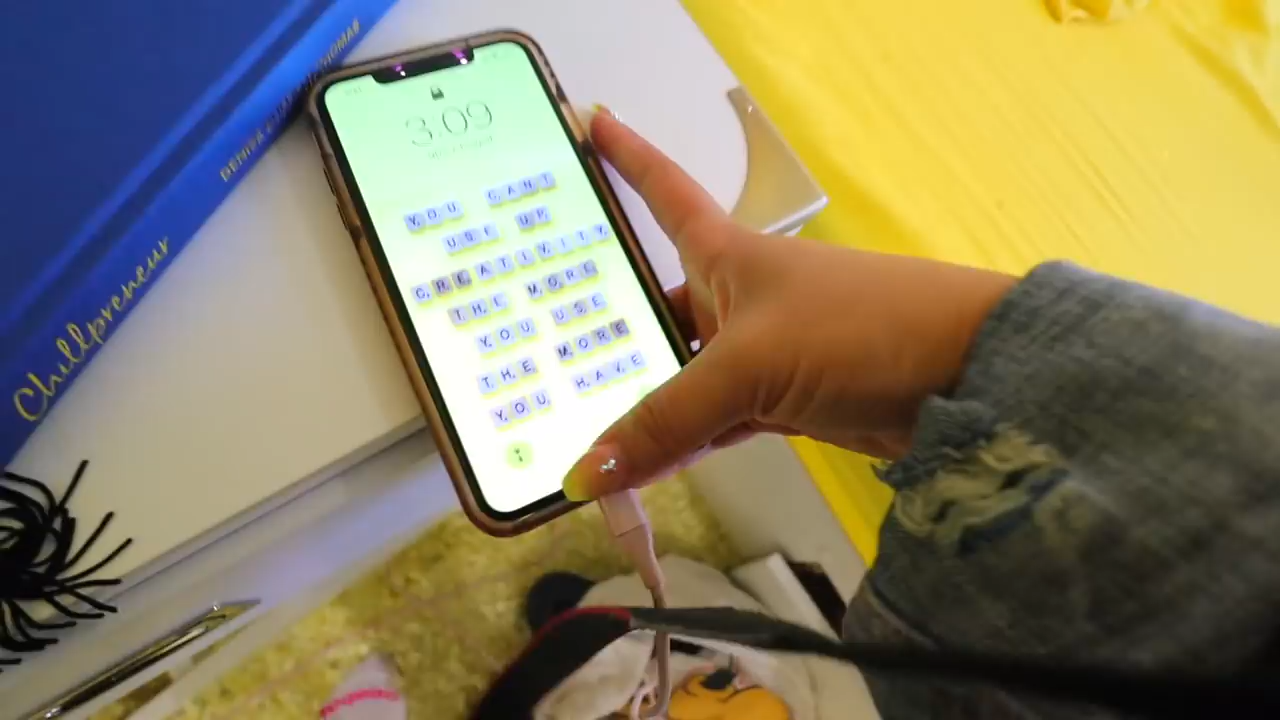 3:09
YOU CANT
USE UP
CREATIVITY
THE MORE
YOU USE
THE MORE
YOU HAVE
Chillpreneur
DENISE DUFFIELD-THOMAS